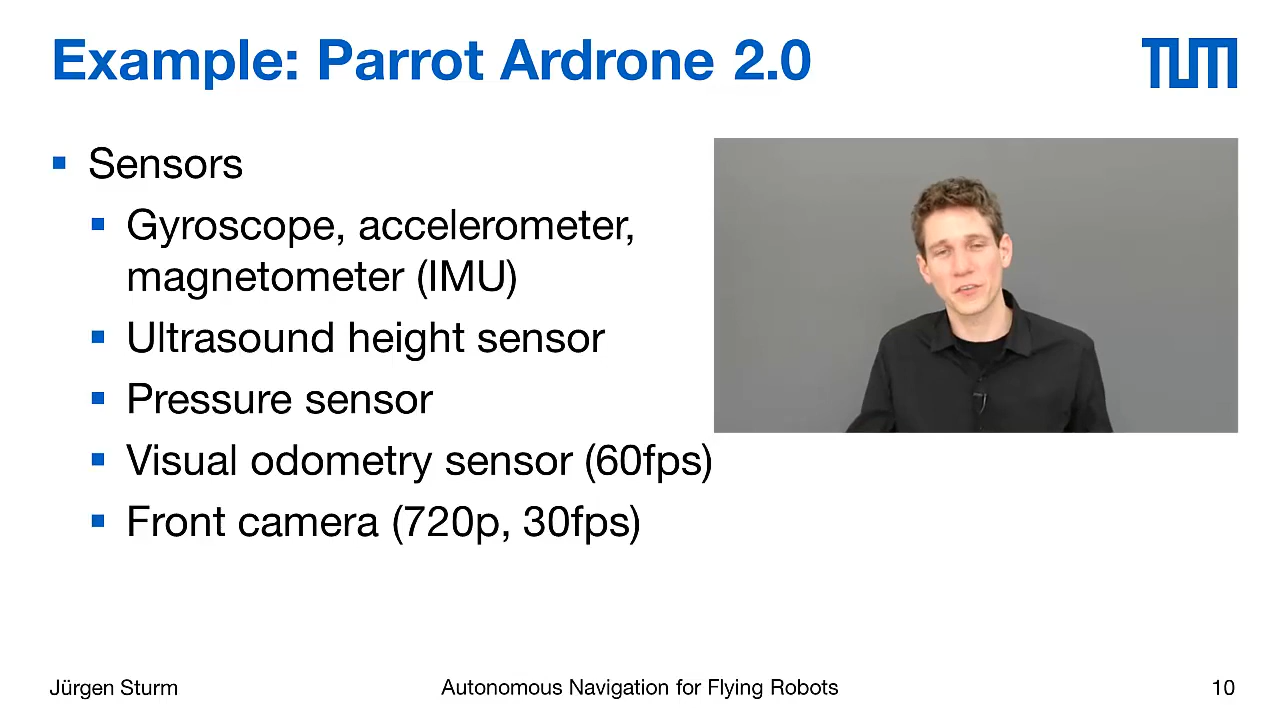 Example: Parrot Ardrone 2.0
TUM
▪ Sensors
▪ Gyroscope, accelerometer,
magnetometer (IMU)
▪ Ultrasound height sensor
▪ Pressure sensor
▪ Visual odometry sensor (60fps)
▪ Front camera (720p, 30fps)
Jürgen Sturm
Autonomous Navigation for Flying Robots
10